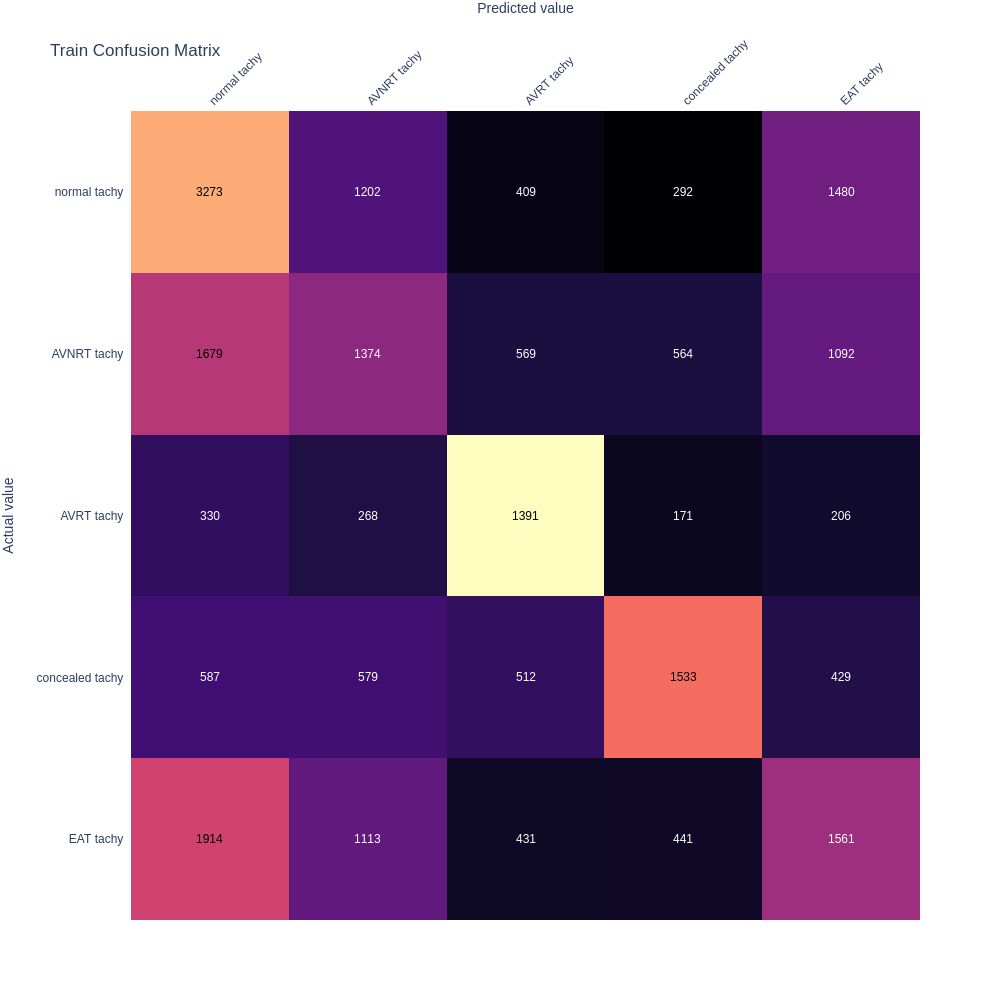 Predicted value
Train Confusion Matrix
normal tachy
AVNRT tachy
AVRT tachy
concealed tachy
EAT tachy
Actual value
normal tachy 3273 1202 409 292 1480
AVNRT tachy 1679 1374 569 564 1092
AVRT tachy 330 268 1391 171 206
concealed tachy 587 579 512 1533 429
EAT tachy 1914 1113 431 441 1561